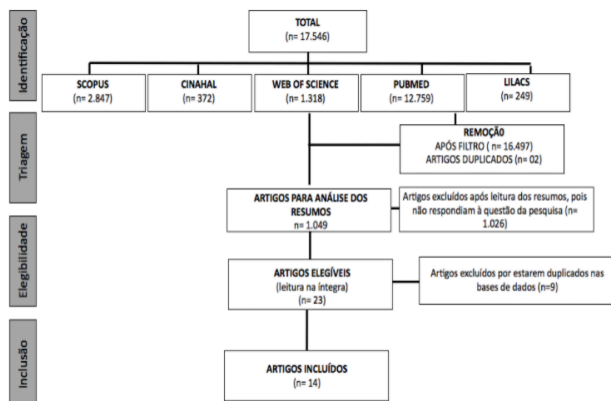 Identificação
TOTAL
(n= 17.546)
SCOPUS
(n= 2.847)
CINAHAL
(n= 372)
WEB OF SCIENCE
(n= 1.318)
PUBMED
(n= 12.759)
LILACS
(n= 249)
Triagem
REMOÇÃO
APÓS FILTRO ( n= 16.497)
ARTIGOS DUPLICADOS (n= 02)
ARTIGOS PARA ANÁLISE DOS
RESUMOS
n= 1.049
Artigos excluídos após leitura dos resumos, pois
não respondiam à questão da pesquisa (n=
1.026)
Elegibilidade
ARTIGOS ELEGÍVEIS
(leitura na íntegra)
(n= 23)
Artigos excluídos por estarem duplicados nas
bases de dados (n=9)
Inclusão
ARTIGOS INCLUÍDOS
(n= 14)